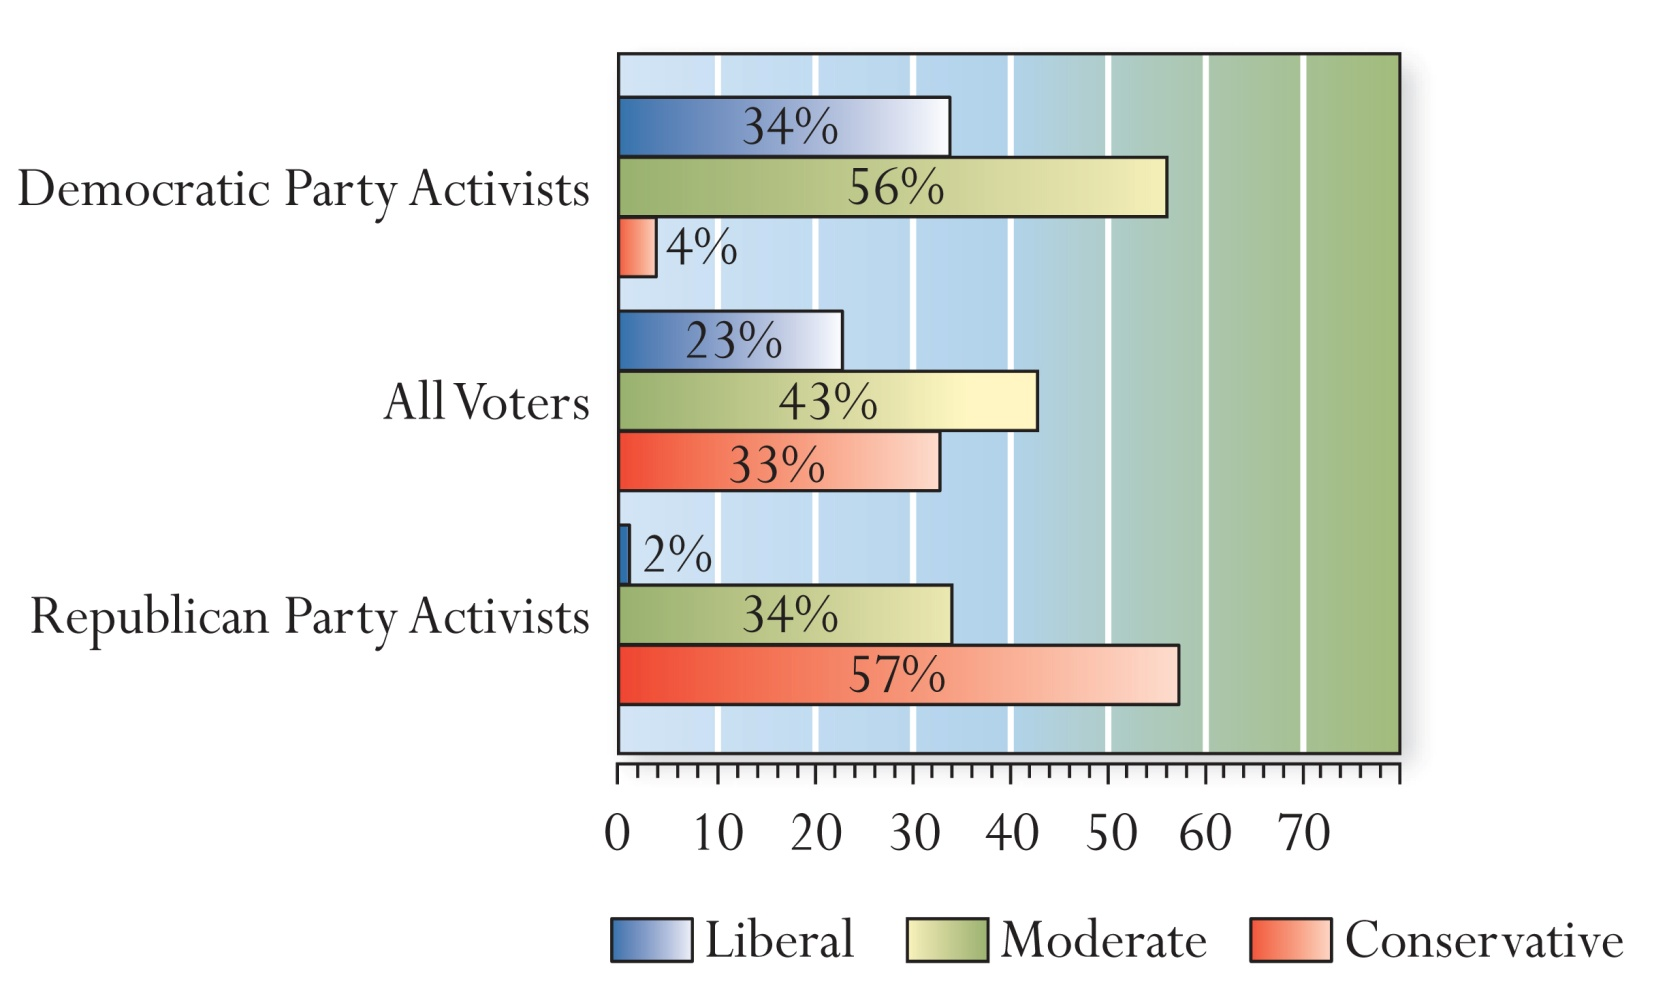 34%
Democratic Party Activists 56%
4%
23%
All Voters 43%
33%
2%
Republican Party Activists 34%
57%
0 10 20 30 40 50 60 70
Liberal Moderate Conservative